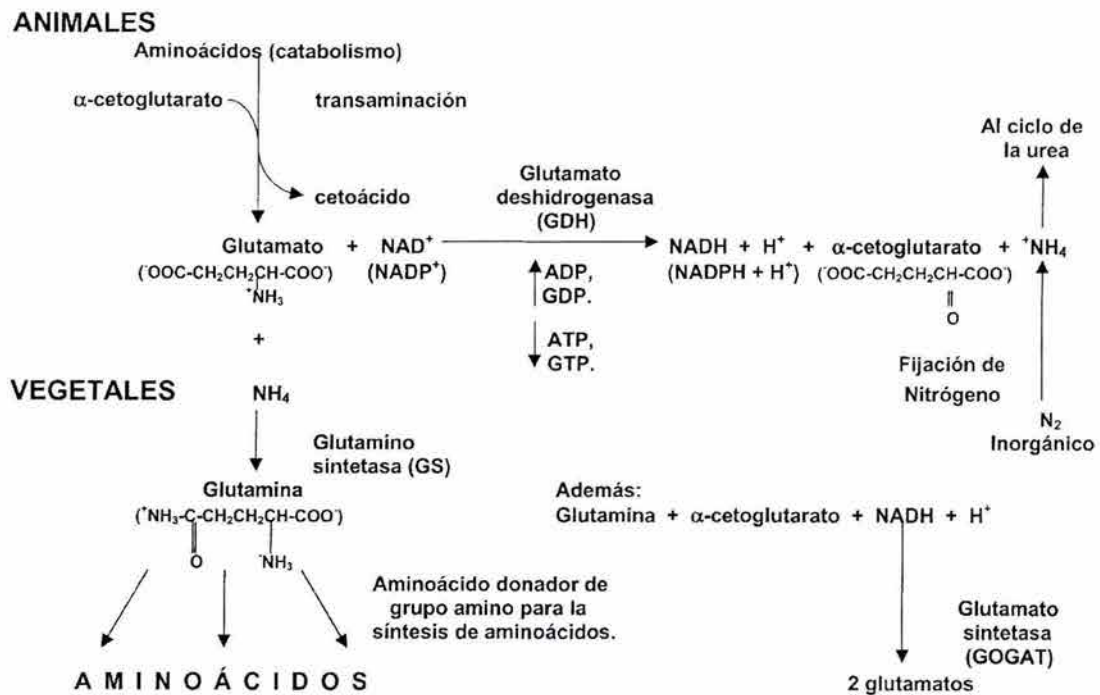 ANIMALES
Aminoácidos (catabolismo)
α-cetoglutarato
transaminación
cetoácido
Glutamato
deshidrogenasa
(GDH)
Al ciclo de
la urea
Glutamato + NAD⁺
NADH + H⁺ + α-cetoglutarato + ⁺NH₄
(NADP⁺)
(NADPH + H⁺)
(⁻OOC-CH₂CH₂CH-COO⁻)
⁺NH₃
(⁻OOC-CH₂CH₂CH-COO⁻)
O
ADP,
GDP.
ATP,
GTP.
+
Fijación de
Nitrógeno
N₂
Inorgánico
VEGETALES
NH₄
Glutamino
sintetasa (GS)
Glutamina
(⁺NH₃-C-CH₂CH₂CH-COO⁻)
O
⁻NH₃
Además:
Glutamina + α-cetoglutarato + NADH + H⁺
Aminoácido donador de
grupo amino para la
síntesis de aminoácidos.
Glutamato
sintetasa
(GOGAT)
AMINOÁCIDOS
2 glutamatos